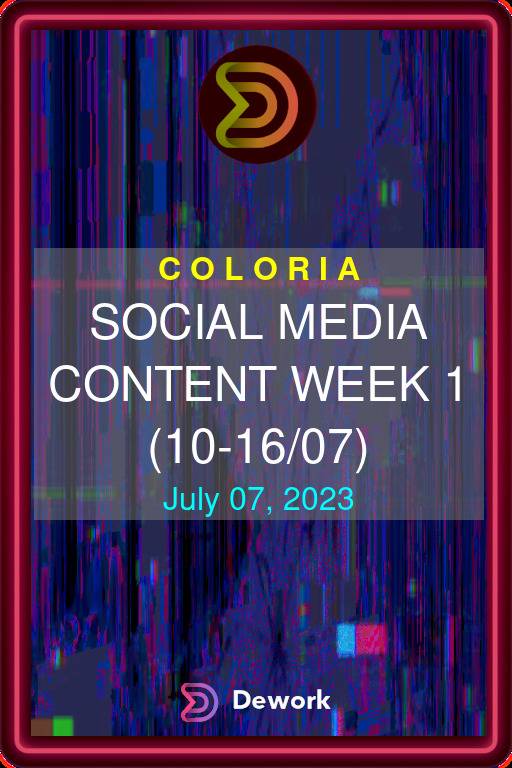 COLORIA
SOCIAL MEDIA
CONTENT WEEK 1
(10-16/07)
July 07, 2023
Dework